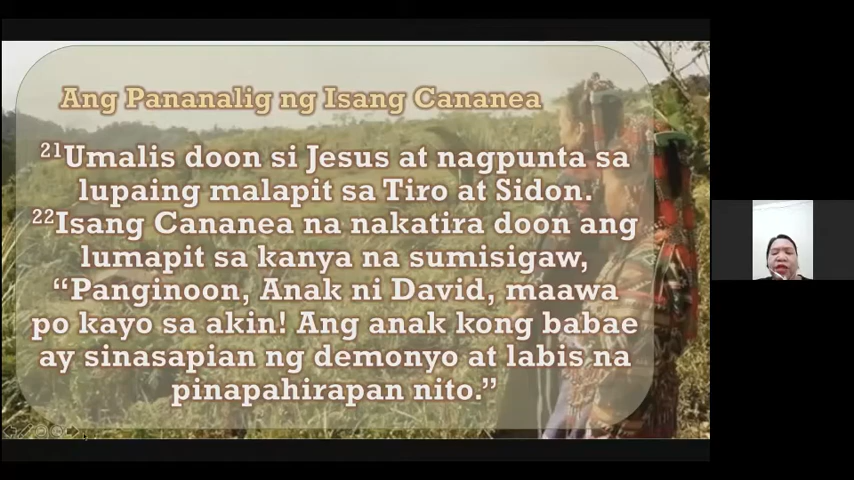 Ang Pananalig ng Isang Cananea
21Umalis doon si Jesus at nagpunta sa
lupaing malapit sa Tiro at Sidon.
22Isang Cananea na nakatira doon ang
lumapit sa kanya na sumisigaw,
“Panginoon, Anak ni David, maawa
po kayo sa akin! Ang anak kong babae
ay sinasapian ng demonyo at labis na
pinapahirapan nito.”